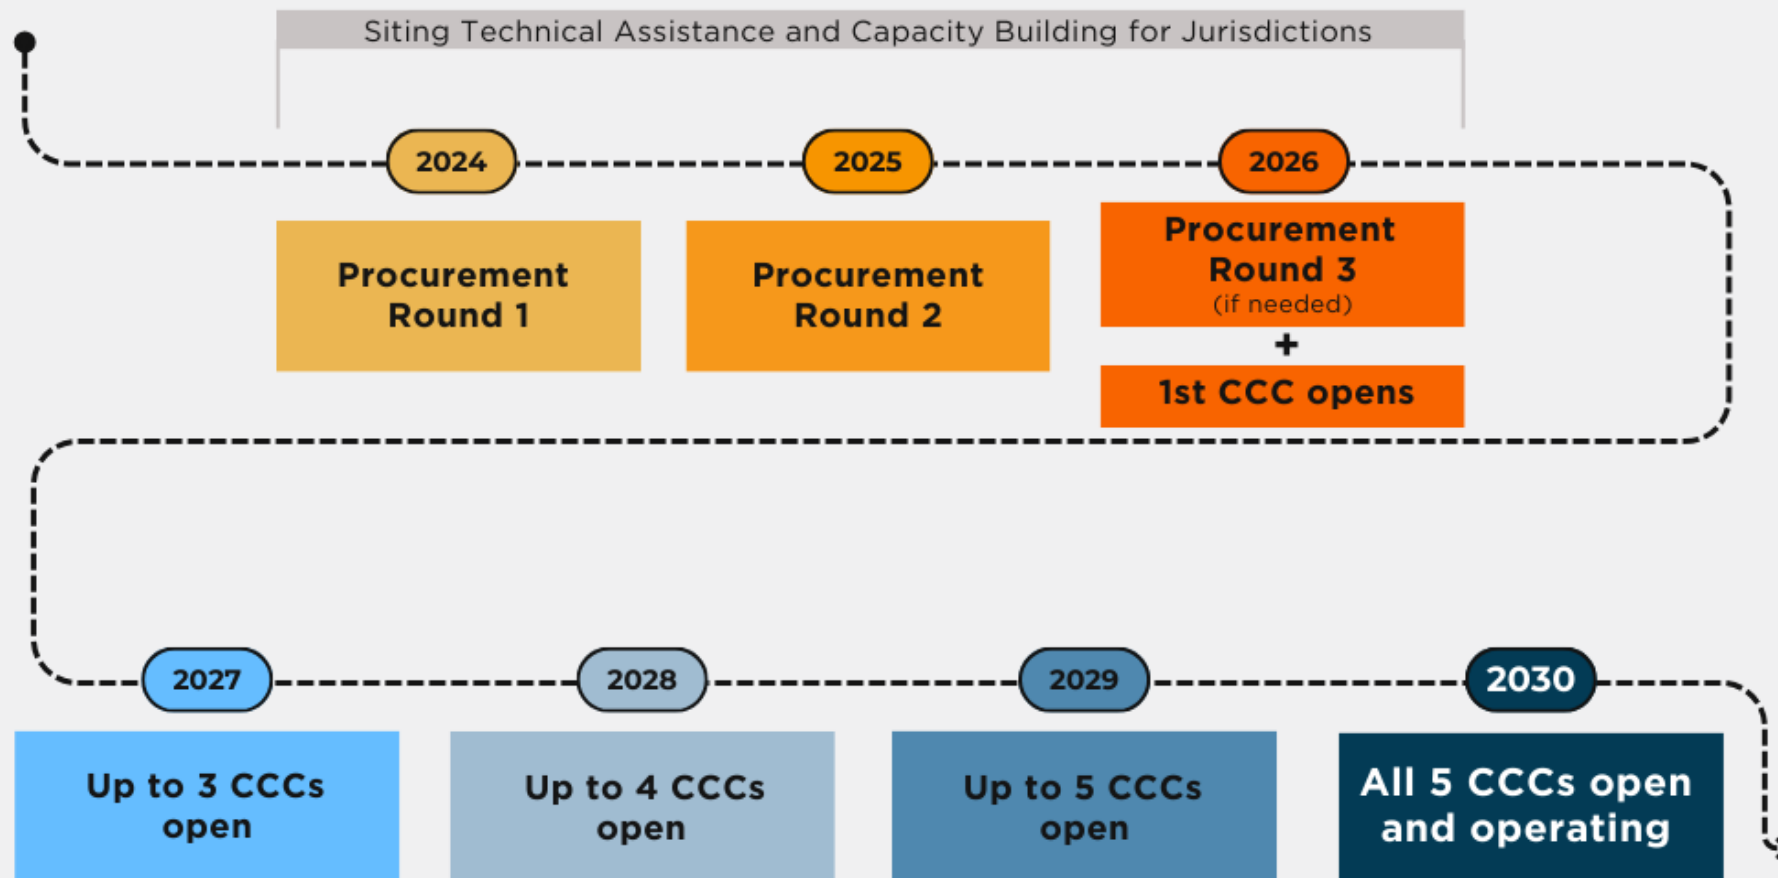 Siting Technical Assistance and Capacity Building for Jurisdictions
2024
2025
2026
Procurement
Round 1
Procurement
Round 2
Procurement
Round 3
(if needed)
+
1st CCC opens
2027
2028
2029
2030
Up to 3 CCCs
open
Up to 4 CCCs
open
Up to 5 CCCs
open
All 5 CCCs open
and operating